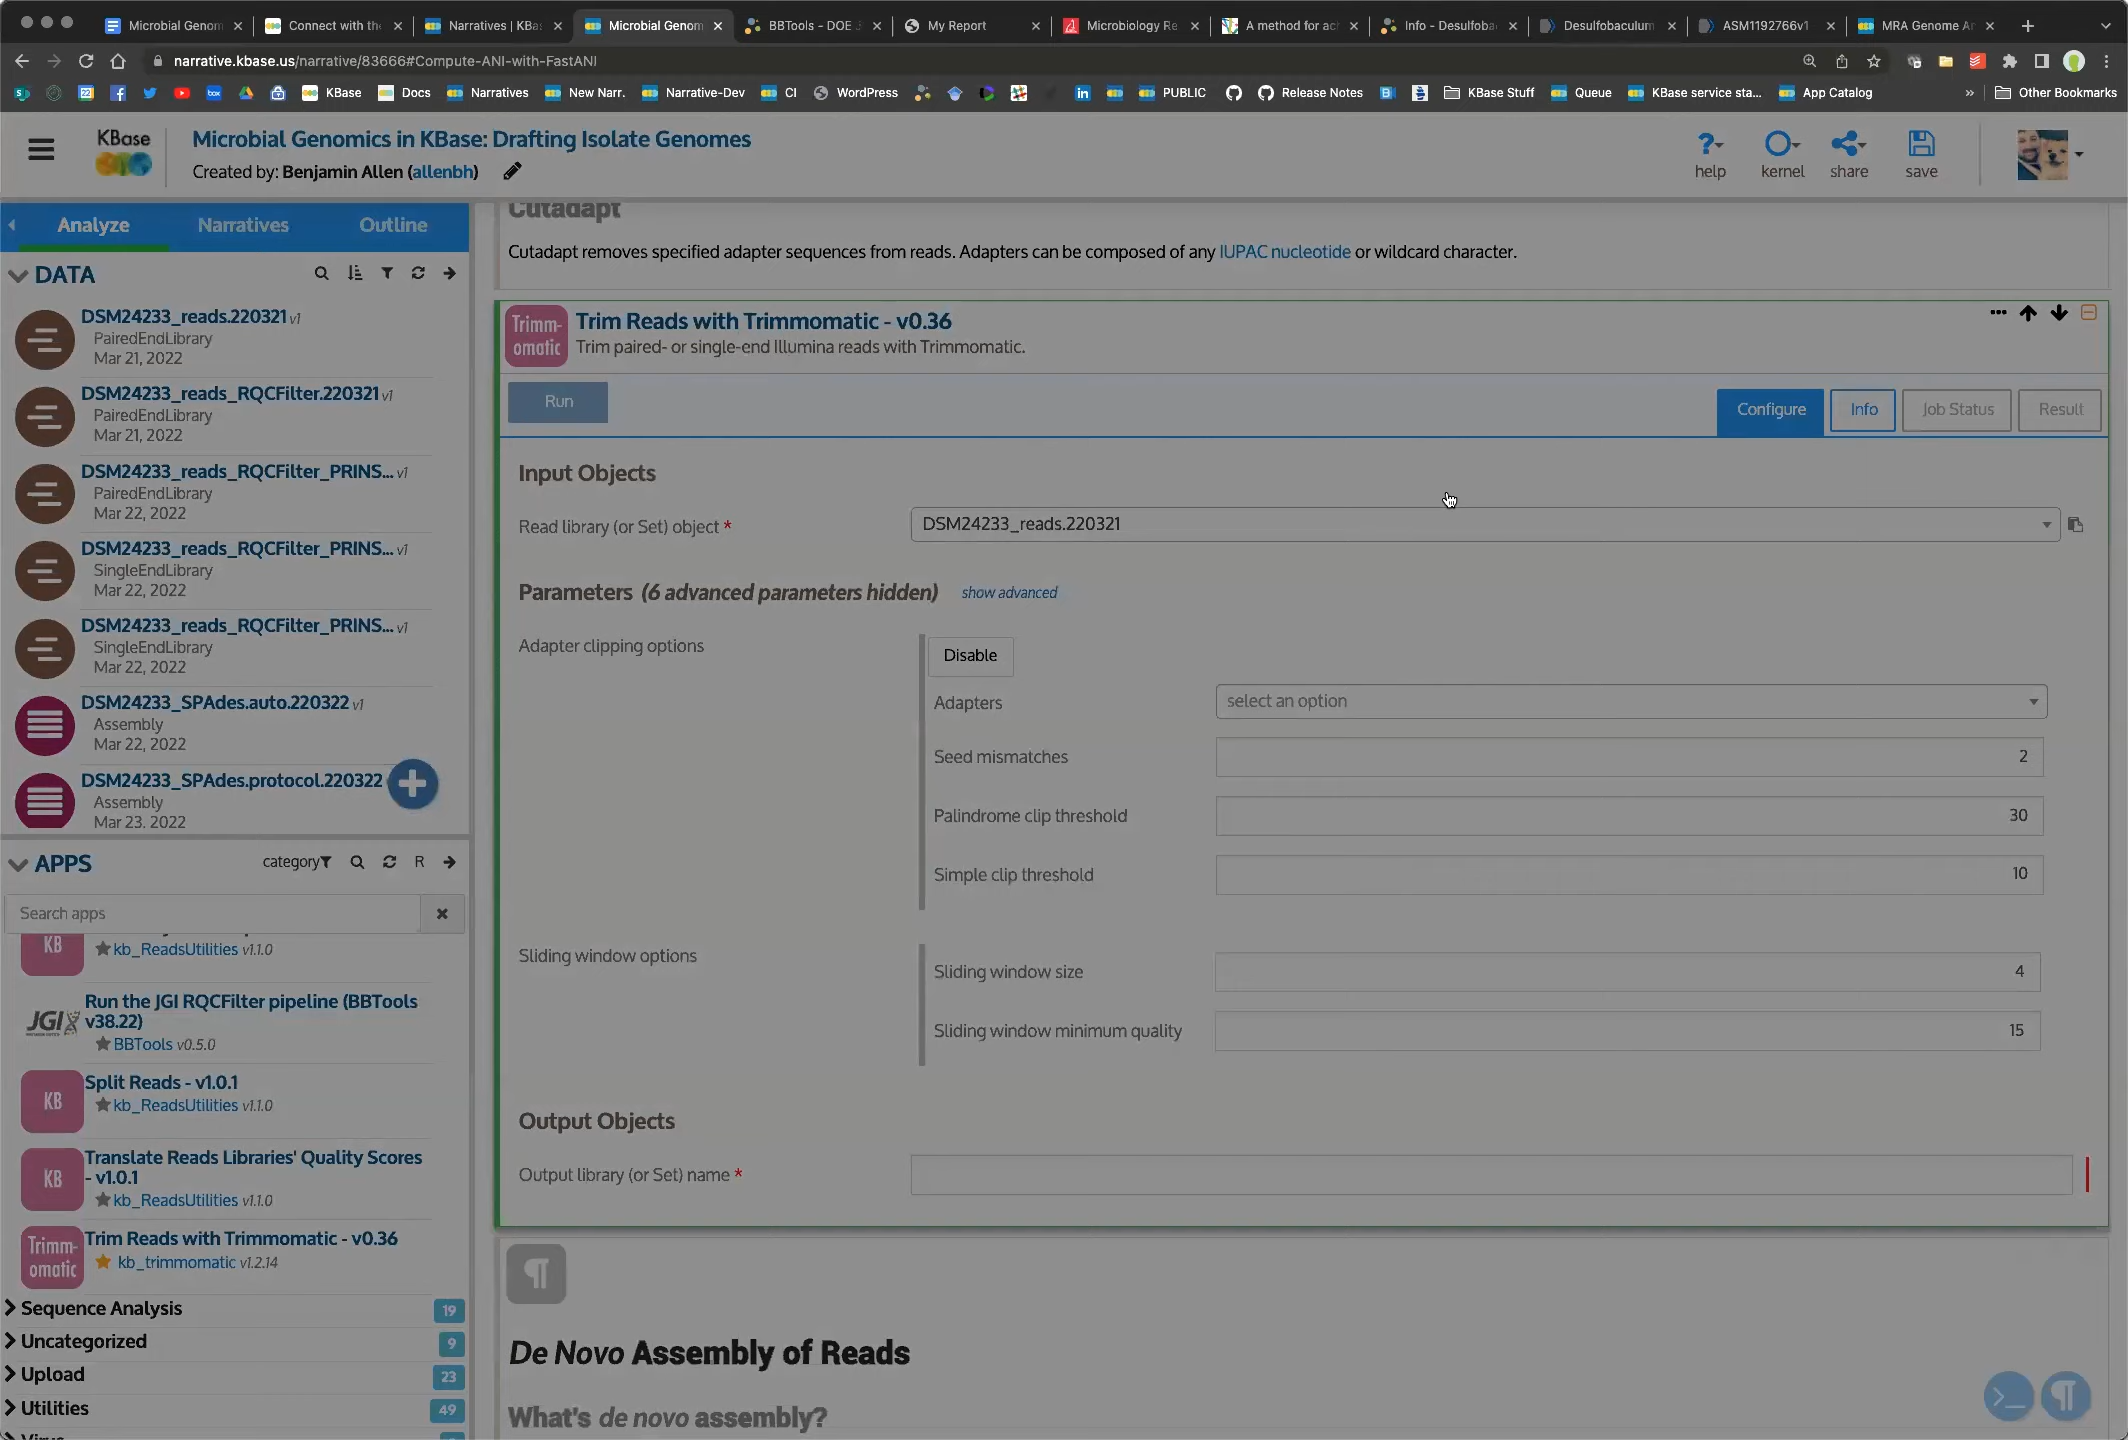 Microbial Genom
Connect with the
Narratives | KBas
Microbial Genom
BBTools - DOE J
My Report
Microbiology Re
A method for ac
Info - Desulfoba
Desulfobaculum
ASM1192766v1
MRA Genome A
narrative.kbase.us/narrative/83666#Compute-ANI-with-FastANI
KBase
Docs
Narratives
New Narr.
Narrative-Dev
CI
WordPress
PUBLIC
Release Notes
KBase Stuff
Queue
KBase service sta...
App Catalog
»
Other Bookmarks
KBase
Microbial Genomics in KBase: Drafting Isolate Genomes
Created by: Benjamin Allen (allenbh)
help
kernel
share
save
Analyze
Narratives
Outline
DATA
DSM24233_reads.220321 v1
PairedEndLibrary
Mar 21, 2022
DSM24233_reads_RQCFilter.220321 v1
PairedEndLibrary
Mar 21, 2022
DSM24233_reads_RQCFilter_PRINS... v1
PairedEndLibrary
Mar 22, 2022
DSM24233_reads_RQCFilter_PRINS... v1
SingleEndLibrary
Mar 22, 2022
DSM24233_reads_RQCFilter_PRINS... v1
SingleEndLibrary
Mar 22, 2022
DSM24233_SPAdes.auto.220322 v1
Assembly
Mar 22, 2022
DSM24233_SPAdes.protocol.220322
Assembly
Mar 23, 2022
APPS
category
R
Search apps
KB
kb_ReadsUtilities v1.1.0
JGI
Run the JGI RQCFilter pipeline (BBTools
v38.22)
BBTools v0.5.0
KB
Split Reads - v1.0.1
kb_ReadsUtilities v1.1.0
KB
Translate Reads Libraries' Quality Scores
- v1.0.1
kb_ReadsUtilities v1.1.0
Trimm-
omatic
Trim Reads with Trimmomatic - v0.36
kb_trimmomatic v1.2.14
Sequence Analysis 19
Uncategorized 9
Upload 23
Utilities 49
Virus
Cutadapt
Cutadapt removes specified adapter sequences from reads. Adapters can be composed of any IUPAC nucleotide or wildcard character.
Trimm-
omatic
Trim Reads with Trimmomatic - v0.36
Trim paired- or single-end Illumina reads with Trimmomatic.
Run
Configure
Info
Job Status
Result
Input Objects
Read library (or Set) object *
DSM24233_reads.220321
Parameters (6 advanced parameters hidden) show advanced
Adapter clipping options
Disable
Adapters
select an option
Seed mismatches
2
Palindrome clip threshold
30
Simple clip threshold
10
Sliding window options
Sliding window size
4
Sliding window minimum quality
15
Output Objects
Output library (or Set) name *
De Novo Assembly of Reads
What's de novo assembly?